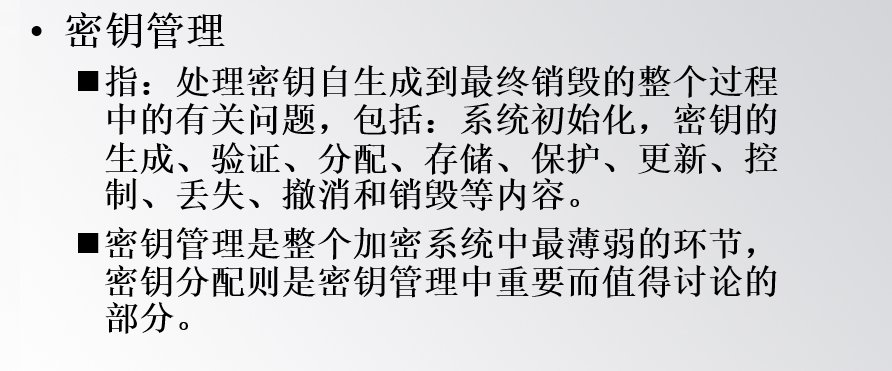 • 密钥管理
■指：处理密钥自生成到最终销毁的整个过程
中的有关问题，包括：系统初始化，密钥的
生成、验证、分配、存储、保护、更新、控
制、丢失、撤消和销毁等内容。
■密钥管理是整个加密系统中最薄弱的环节，
密钥分配则是密钥管理中重要而值得讨论的
部分。